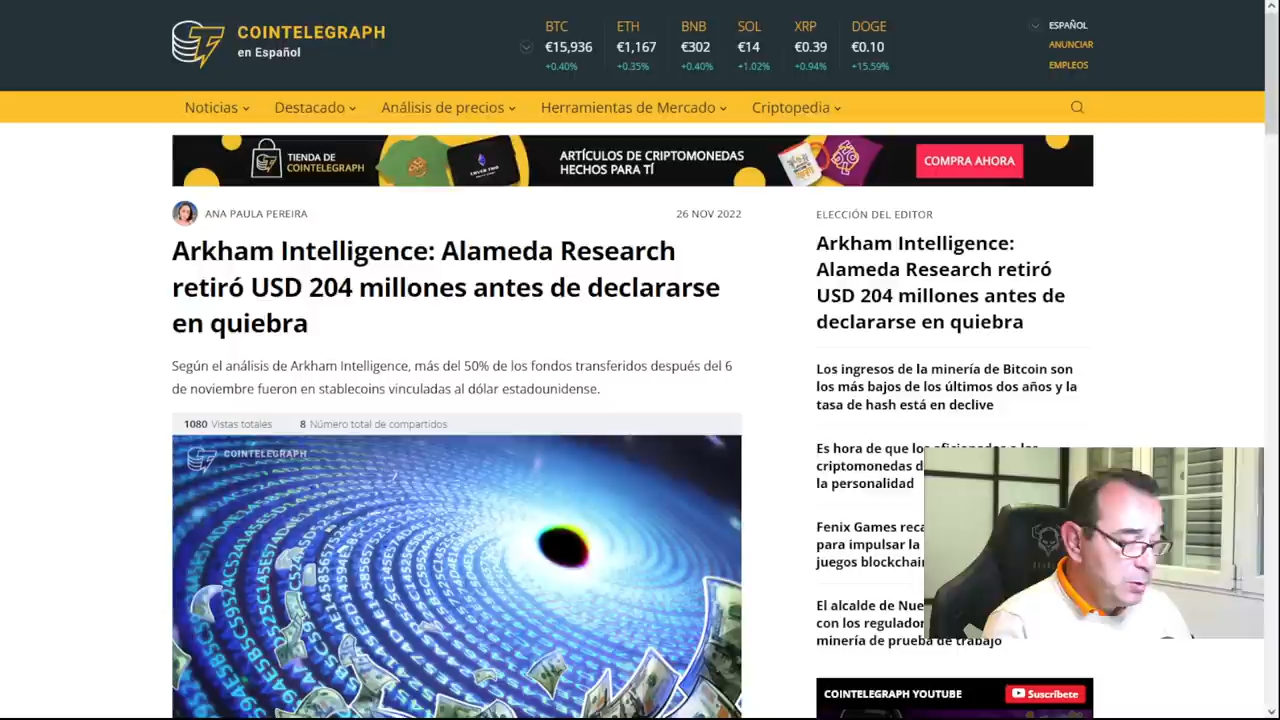 COINTELEGRAPH
en Español
BTC
€15,936
+0.40%
ETH
€1,167
+0.35%
BNB
€302
+0.40%
SOL
€14
+1.02%
XRP
€0.39
+0.94%
DOGE
€0.10
+15.59%
ESPAÑOL
ANUNCIAR
EMPLEOS
Noticias
Destacado
Análisis de precios
Herramientas de Mercado
Criptopedia
TIENDA DE
COINTELEGRAPH
ARTÍCULOS DE CRIPTOMONEDAS
HECHOS PARA TÍ
COMPRA AHORA
ANA PAULA PEREIRA
26 NOV 2022
Arkham Intelligence: Alameda Research
retiró USD 204 millones antes de declararse
en quiebra
Según el análisis de Arkham Intelligence, más del 50% de los fondos transferidos después del 6
de noviembre fueron en stablecoins vinculadas al dólar estadounidense.
1080 Vistas totales
8 Número total de compartidos
COINTELEGRAPH
ELECCIÓN DEL EDITOR
Arkham Intelligence:
Alameda Research retiró
USD 204 millones antes de
declararse en quiebra
Los ingresos de la minería de Bitcoin son
los más bajos de los últimos dos años y la
tasa de hash está en declive
Es hora de que los aficionados a las
criptomonedas d
la personalidad
Fenix Games reca
para impulsar la
juegos blockchain
El alcalde de Nue
con los regulador
minería de prueba de trabajo
COINTELEGRAPH YOUTUBE
Suscríbete